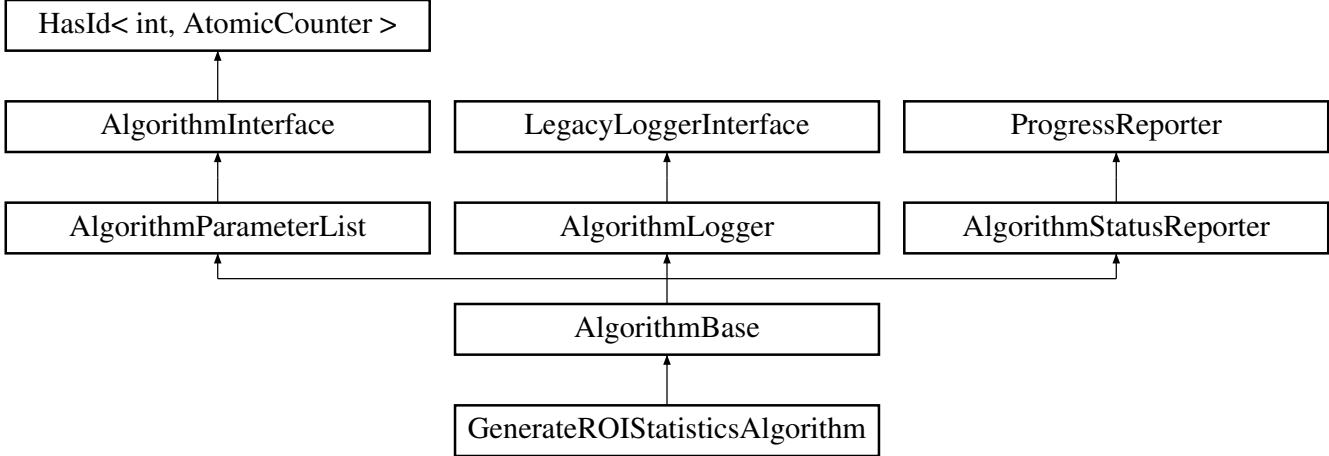 HasId< int, AtomicCounter >
AlgorithmInterface
LegacyLoggerInterface
ProgressReporter
AlgorithmParameterList
AlgorithmLogger
AlgorithmStatusReporter
AlgorithmBase
GenerateROIStatisticsAlgorithm